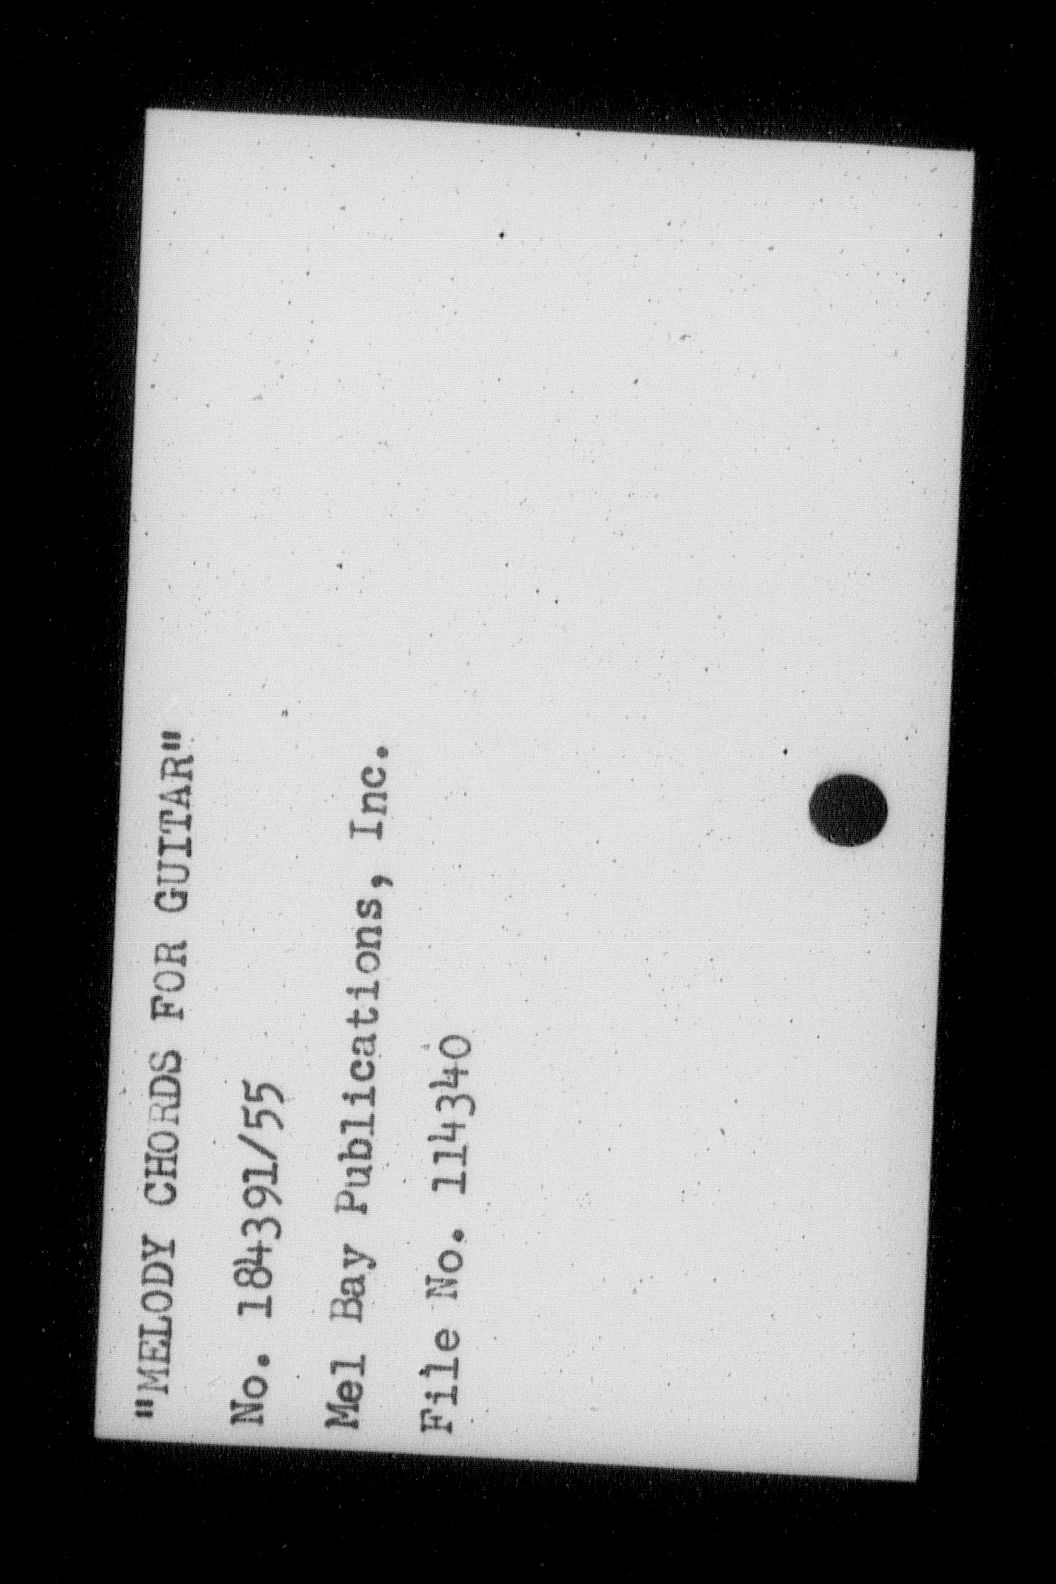 "MELODY CHORDS FOR GUITAR"
No. 184391/55
Mel Bay Publications, Inc.
File No. 114340